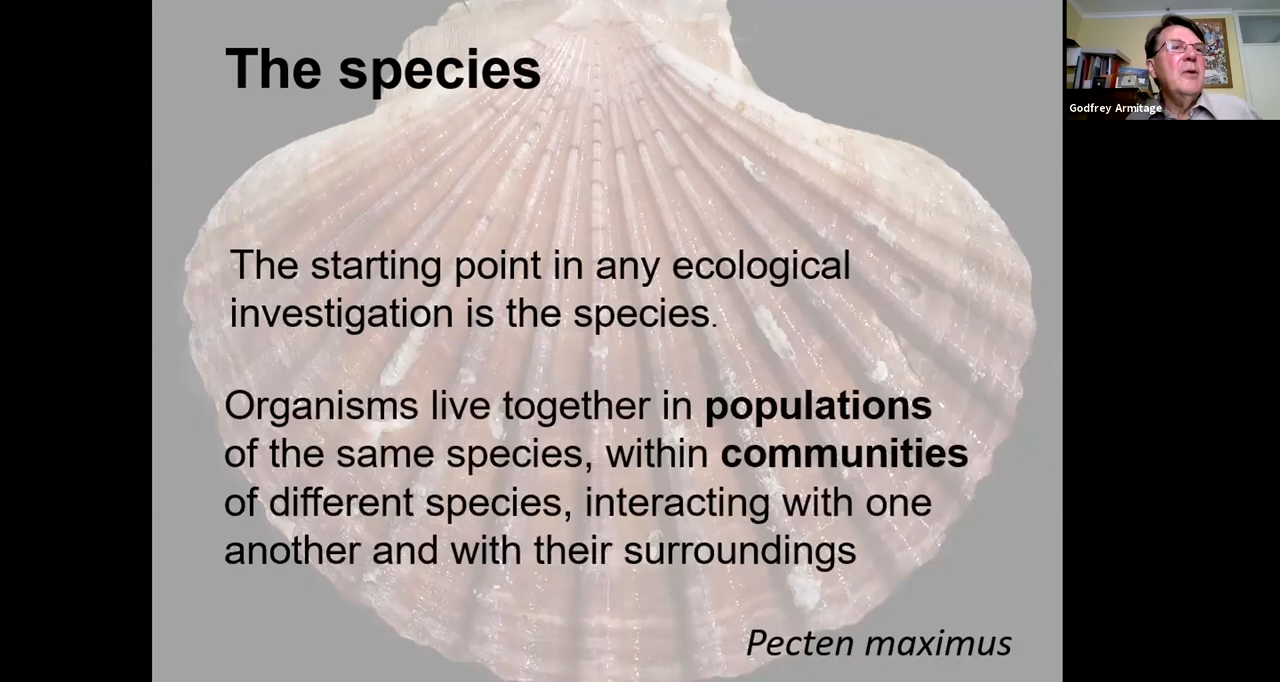 The species
Godfrey Armitage
The starting point in any ecological
investigation is the species.
Organisms live together in populations
of the same species, within communities
of different species, interacting with one
another and with their surroundings
Pecten maximus